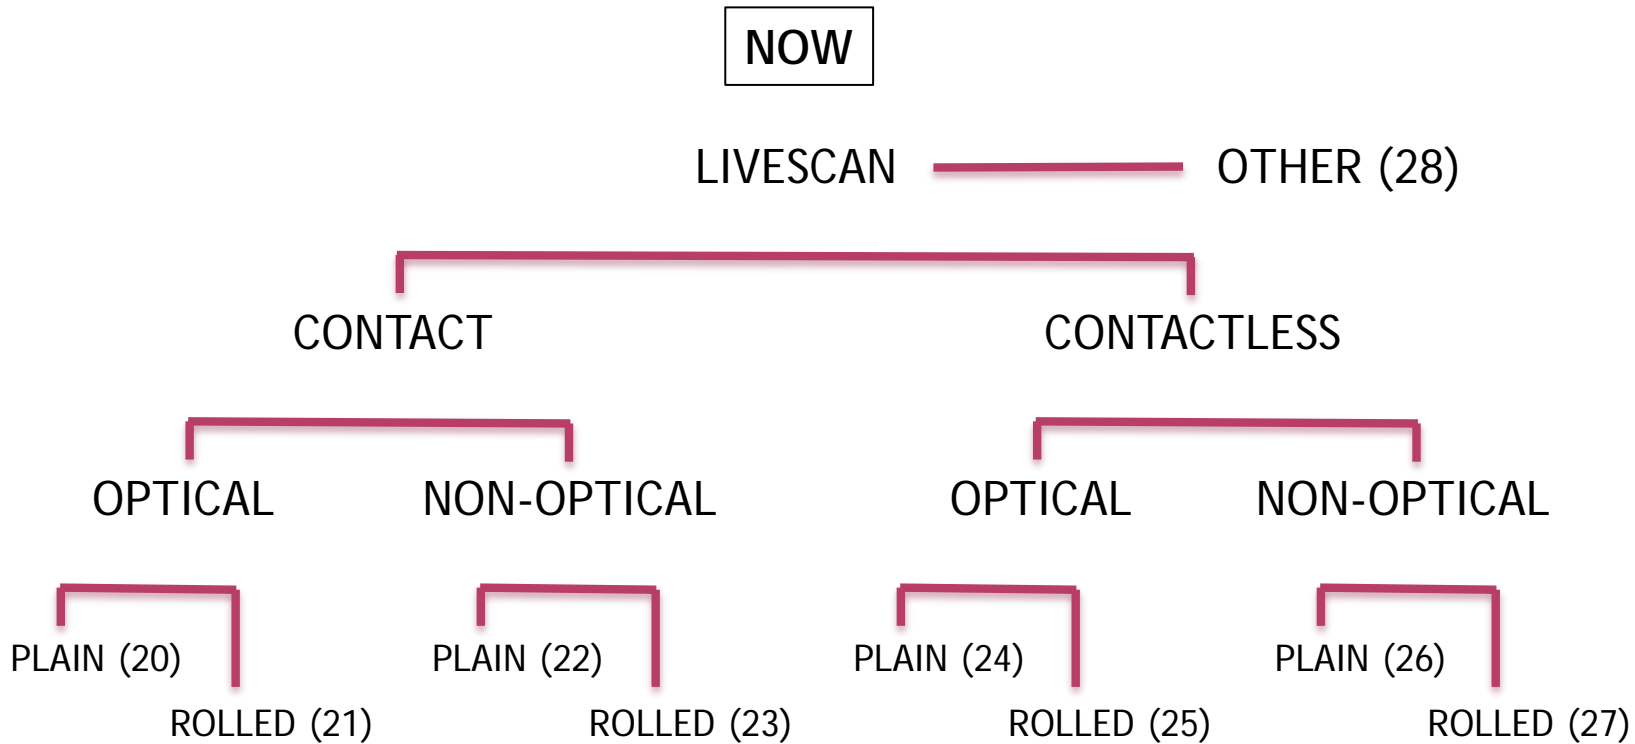 NOW
LIVESCAN OTHER (28)
CONTACT CONTACTLESS
OPTICAL NON-OPTICAL OPTICAL NON-OPTICAL
PLAIN (20) PLAIN (22) PLAIN (24) PLAIN (26)
ROLLED (21) ROLLED (23) ROLLED (25) ROLLED (27)